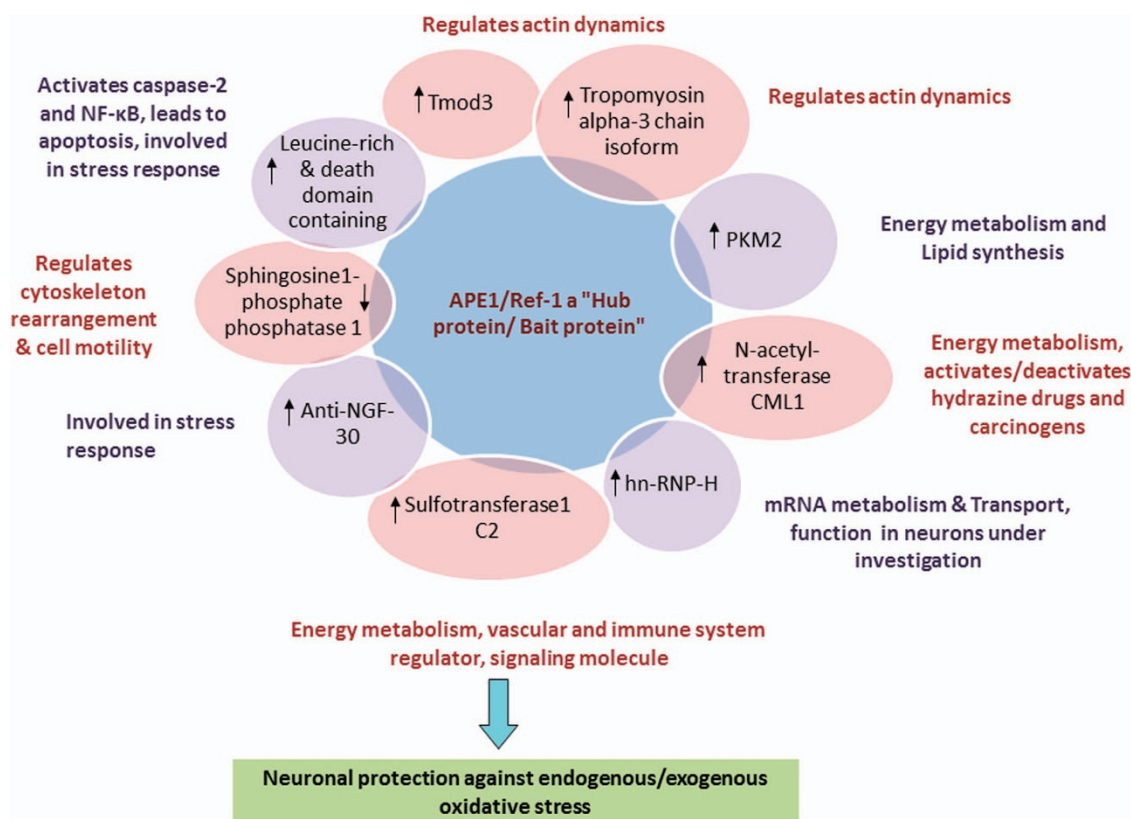 Regulates actin dynamics
Activates caspase-2
and NF-κB, leads to
apoptosis, involved
in stress response
↑ Tmod3
↑ Tropomyosin
alpha-3 chain
isoform
Regulates actin dynamics
↑ Leucine-rich
& death
domain
containing
↑ PKM2
Energy metabolism and
Lipid synthesis
Regulates
cytoskeleton
rearrangement
& cell motility
Sphingosine1-
phosphate
phosphatase 1 ↓
APE1/Ref-1 a "Hub
protein/ Bait protein"
↑ N-acetyl-
transferase
CML1
Energy metabolism,
activates/deactivates
hydrazine drugs and
carcinogens
Involved in stress
response
↑ Anti-NGF-
30
↑ Sulfotransferase1
C2
↑ hn-RNP-H
mRNA metabolism & Transport,
function in neurons under
investigation
Energy metabolism, vascular and immune system
regulator, signaling molecule
Neuronal protection against endogenous/exogenous
oxidative stress